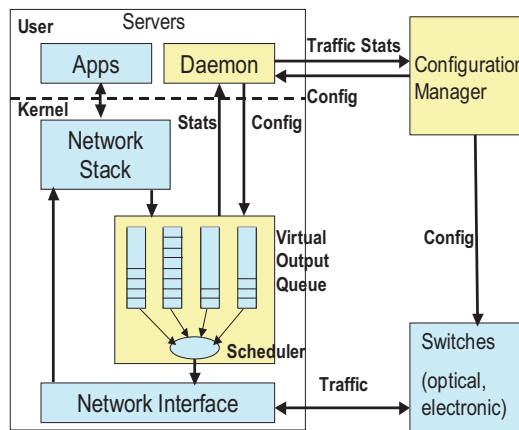 Servers
User
Apps
Daemon
Traffic Stats
Configuration
Manager
Config
Kernel
Network
Stack
Stats
Config
Virtual
Output
Queue
Scheduler
Config
Network Interface
Traffic
Switches
(optical,
electronic)